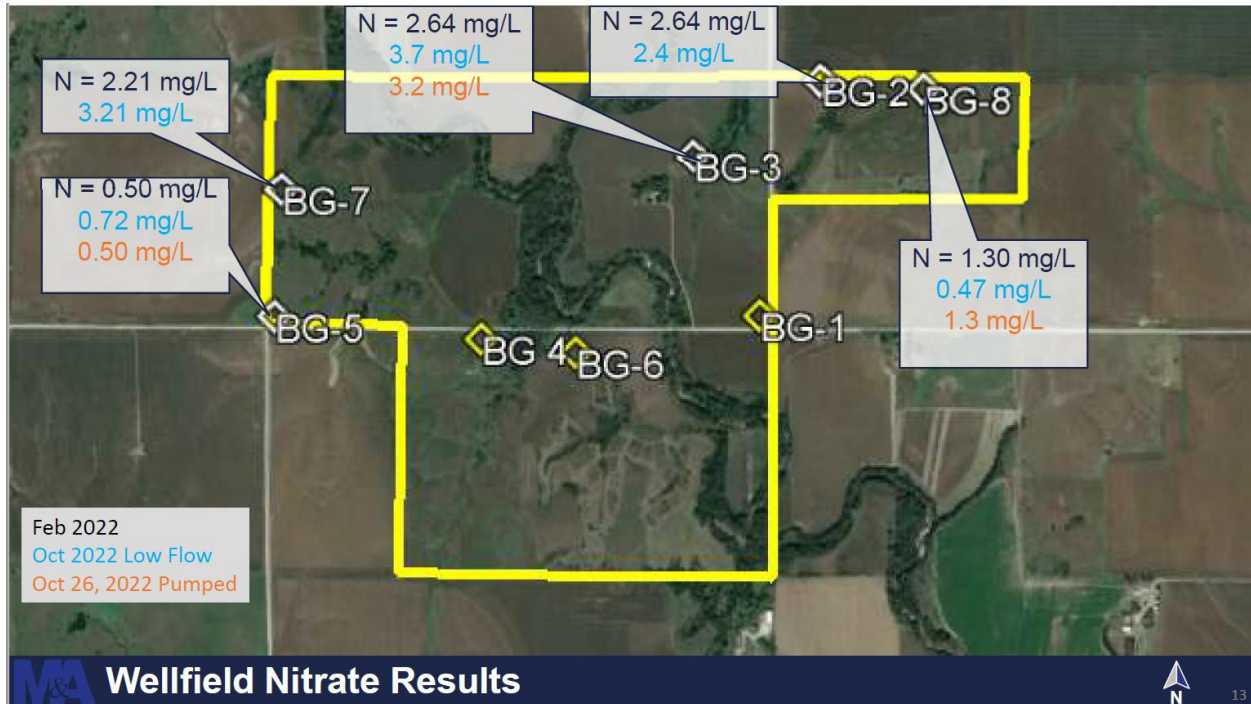 N = 2.64 mg/L
3.7 mg/L
3.2 mg/L
N = 2.64 mg/L
2.4 mg/L
N = 2.21 mg/L
3.21 mg/L
BG-2
BG-8
BG-3
N = 0.50 mg/L
0.72 mg/L
0.50 mg/L
BG-7
N = 1.30 mg/L
0.47 mg/L
1.3 mg/L
BG-5
BG-1
BG 4
BG-6
Feb 2022
Oct 2022 Low Flow
Oct 26, 2022 Pumped
M&A
Wellfield Nitrate Results
N
13